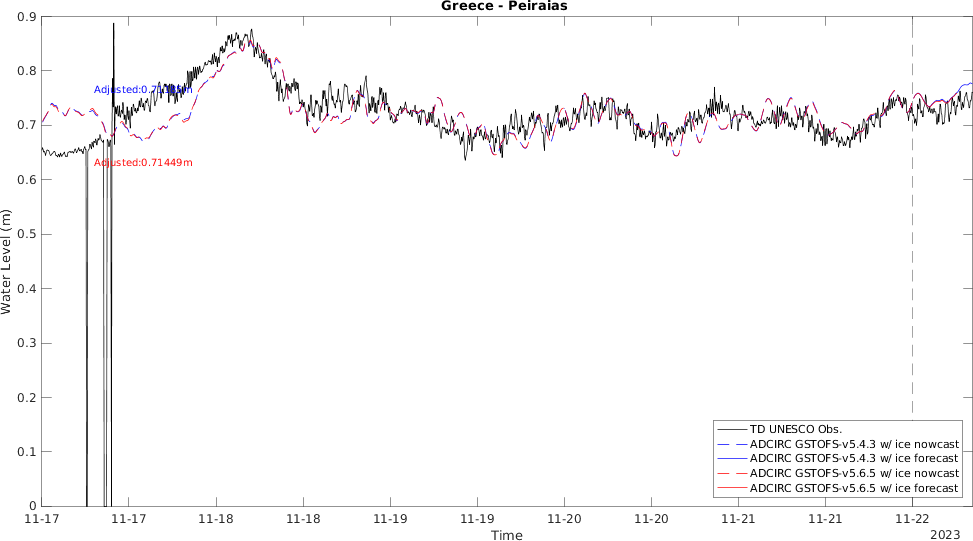 Greece - Peiraias
0.9
0.8
0.7
0.6
0.5
0.4
0.3
0.2
0.1
0
Water Level (m)
Adjusted:0.71449m
TD UNESCO Obs.
ADCIRC GSTOFS-v5.4.3 w/ ice nowcast
ADCIRC GSTOFS-v5.4.3 w/ ice forecast
ADCIRC GSTOFS-v5.6.5 w/ ice nowcast
ADCIRC GSTOFS-v5.6.5 w/ ice forecast
11-17 11-17 11-18 11-18 11-19 11-19 11-20 11-20 11-21 11-21 11-22
Time
2023